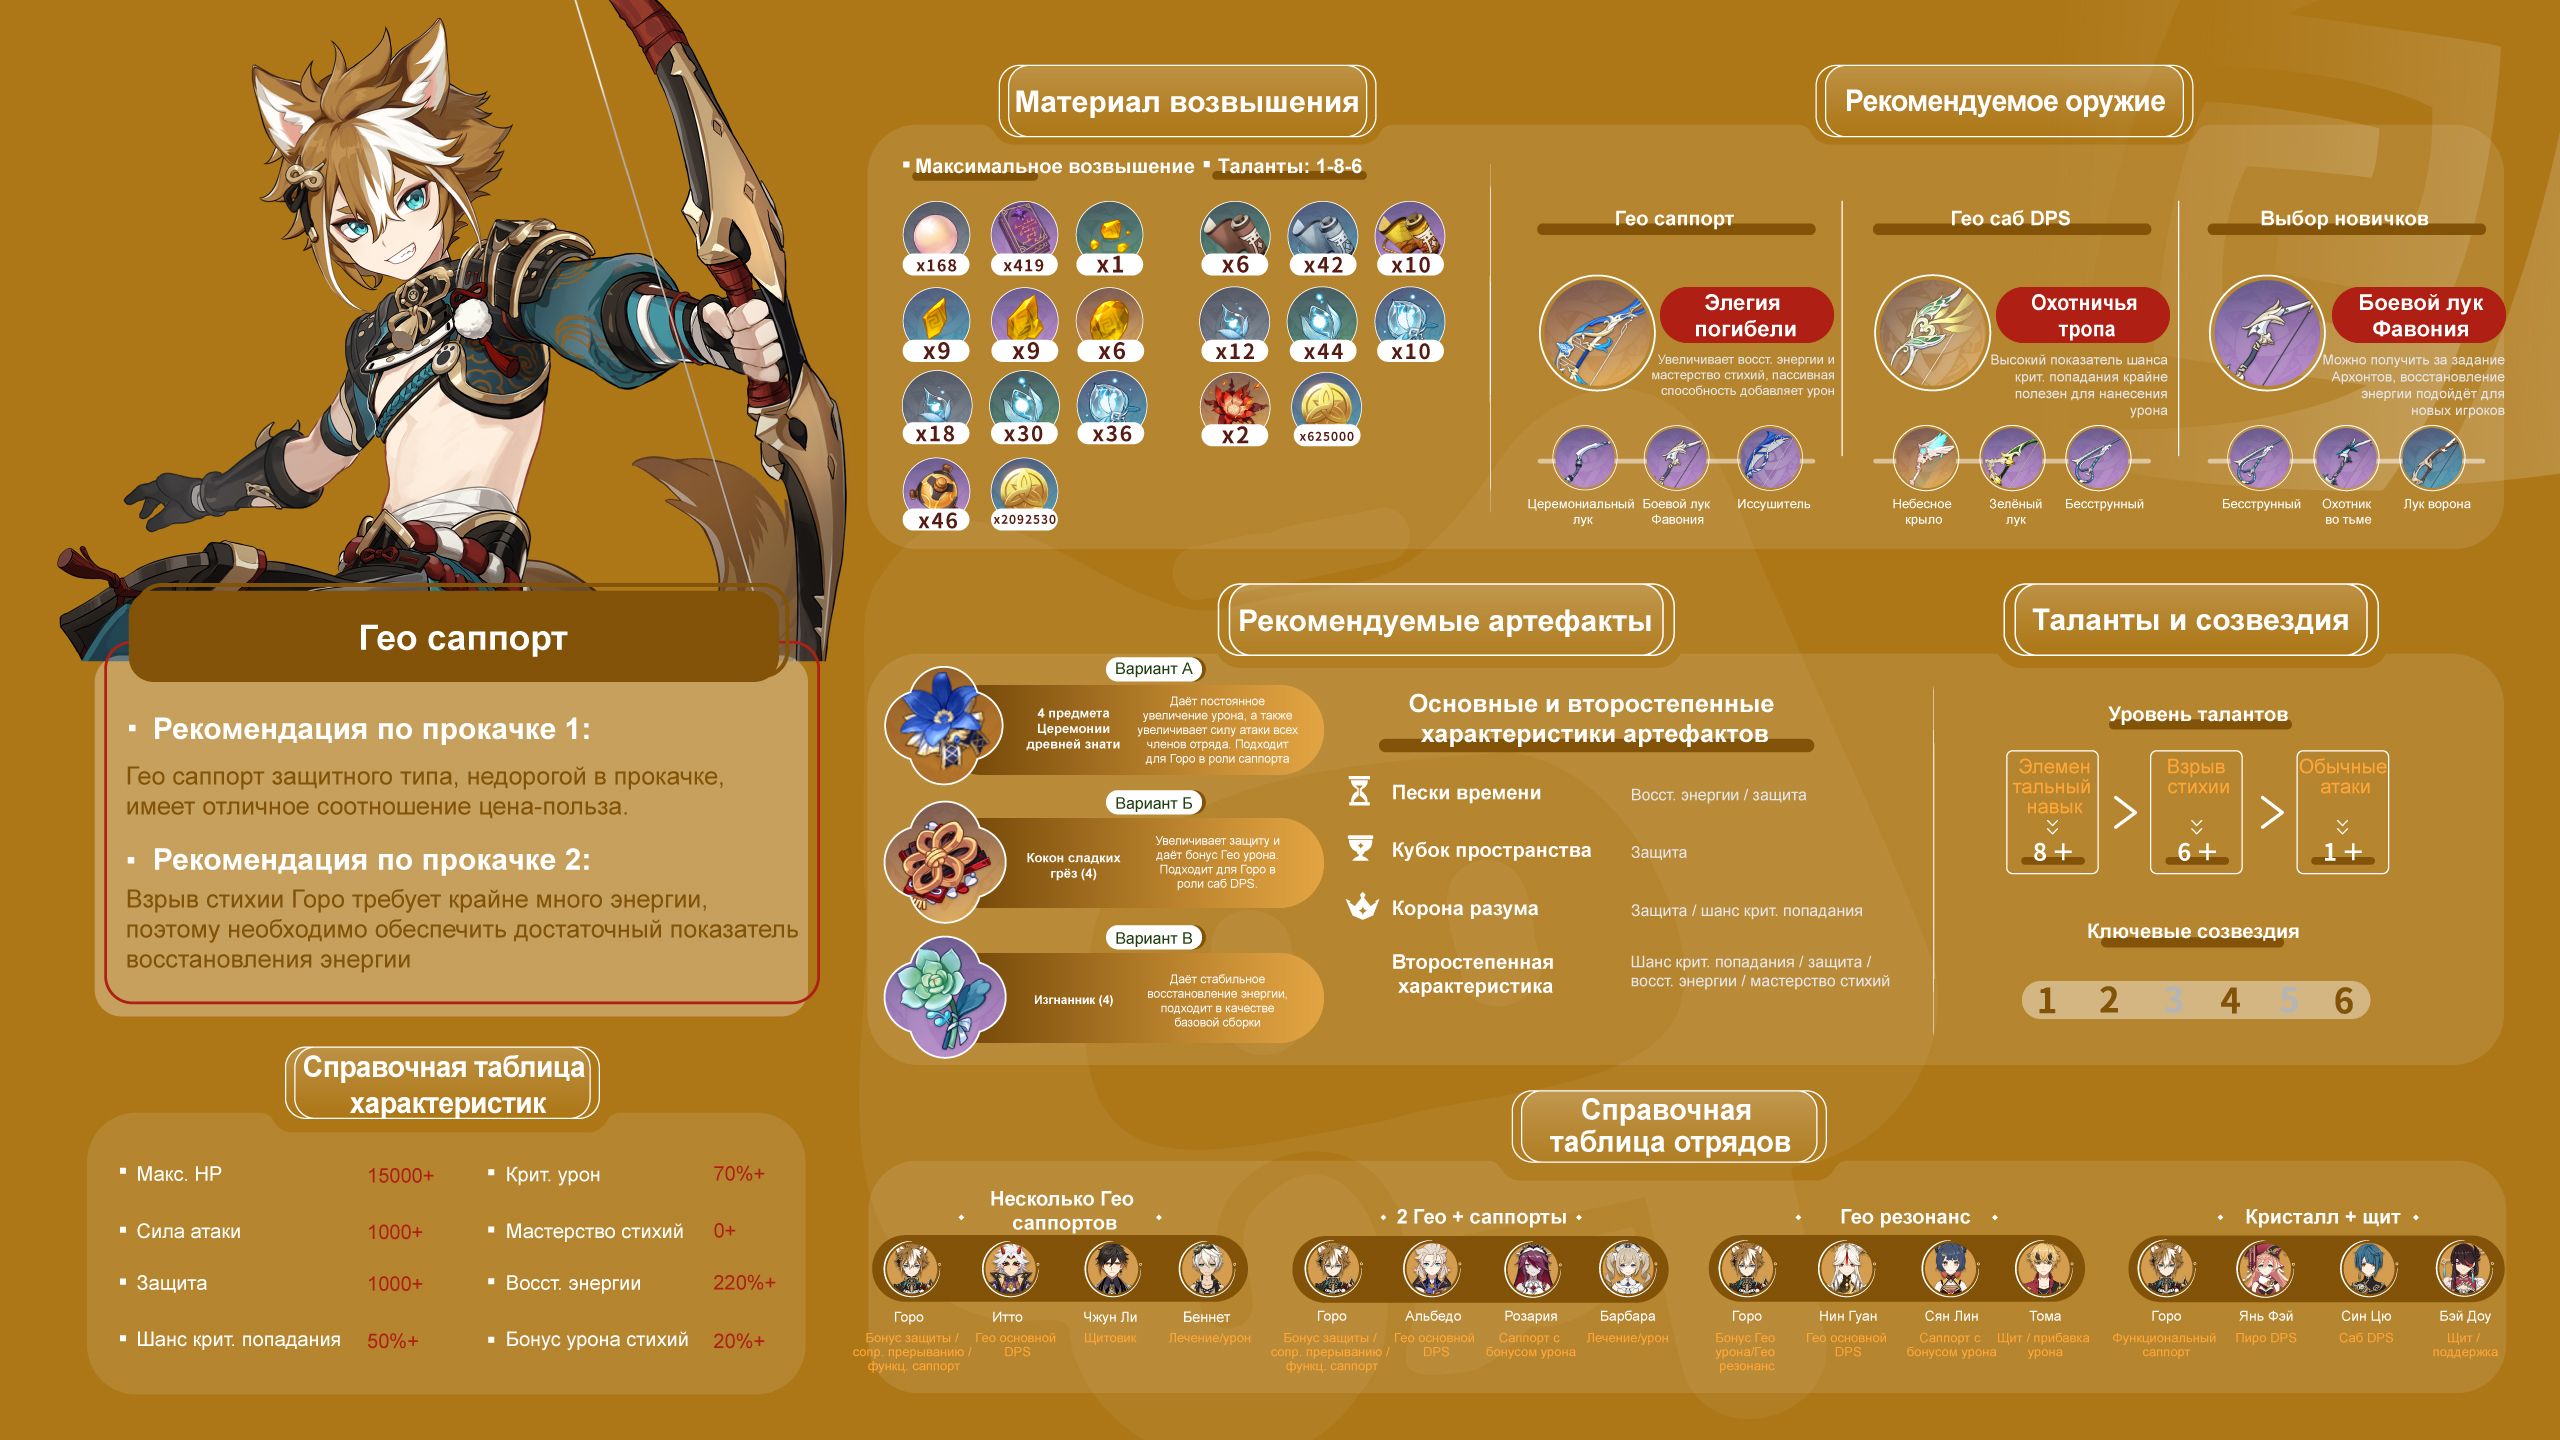 Гео саппорт
▪ Рекомендация по прокачке 1:
Гео саппорт защитного типа, недорогой в прокачке,
имеет отличное соотношение цена-польза.
▪ Рекомендация по прокачке 2:
Взрыв стихии Горо требует крайне много энергии,
поэтому необходимо обеспечить достаточный показатель
восстановления энергии
Справочная таблица
характеристик
▪ Макс. HP 15000+
▪ Крит. урон 70%+
▪ Сила атаки 1000+
▪ Мастерство стихий 0+
▪ Защита 1000+
▪ Восст. энергии 220%+
▪ Шанс крит. попадания 50%+
▪ Бонус урона стихий 20%+
Материал возвышения
▪ Максимальное возвышение
x168 x419 x1
x9 x9 x6
x18 x30 x36
x46 x2092530
▪ Таланты: 1-8-6
x6 x42 x10
x12 x44 x10
x2 x625000
Рекомендуемое оружие
Гео саппорт
Элегия
погибели
Увеличивает восст. энергии и
мастерство стихий, пассивная
способность добавляет урон
Церемониальный
лук
Боевой лук
Фавония
Иссушитель
Гео саб DPS
Охотничья
тропа
Высокий показатель шанса
крит. попадания крайне
полезен для нанесения
урона
Небесное
крыло
Зелёный
лук
Бесструнный
Выбор новичков
Боевой лук
Фавония
Можно получить за задание
Архонтов, восстановление
энергии подойдёт для
новых игроков
Бесструнный
Охотник
во тьме
Лук ворона
Рекомендуемые артефакты
Вариант А
4 предмета
Церемонии
древней знати
Даёт постоянное
увеличение урона, а также
увеличивает силу атаки всех
членов отряда. Подходит
для Горо в роли саппорта
Вариант Б
Кокон сладких
грёз (4)
Увеличивает защиту и
даёт бонус Гео урона.
Подходит для Горо в
роли саб DPS.
Вариант В
Изгнанник (4)
Даёт стабильное
восстановление энергии,
подходит в качестве
базовой сборки
Основные и второстепенные
характеристики артефактов
Пески времени Восст. энергии / защита
Кубок пространства Защита
Корона разума Защита / шанс крит. попадания
Второстепенная
характеристика
Шанс крит. попадания / защита /
восст. энергии / мастерство стихий
Таланты и созвездия
Уровень талантов
Элемен
тальный
навык
8 +
>
Взрыв
стихии
6 +
>
Обычные
атаки
1 +
Ключевые созвездия
1 2 3 4 5 6
Справочная
таблица отрядов
Несколько Гео
саппортов
Горо
Бонус защиты /
сопр. прерыванию /
функц. саппорт
Итто
Гео основной
DPS
Чжун Ли
Щитовик
Беннет
Лечение/урон
2 Гео + саппорты
Горо
Бонус защиты /
сопр. прерыванию /
функц. саппорт
Альбедо
Гео основной
DPS
Розария
Саппорт с
бонусом урона
Барбара
Лечение/урон
Гео резонанс
Горо
Бонус Гео
урона/Гео
резонанс
Нин Гуан
Гео основной
DPS
Сян Лин
Саппорт с
бонусом урона
Тома
Щит / прибавка
урона
Кристалл + щит
Горо
Функциональный
саппорт
Янь Фэй
Пиро DPS
Син Цю
Саб DPS
Бэй Доу
Щит /
поддержка